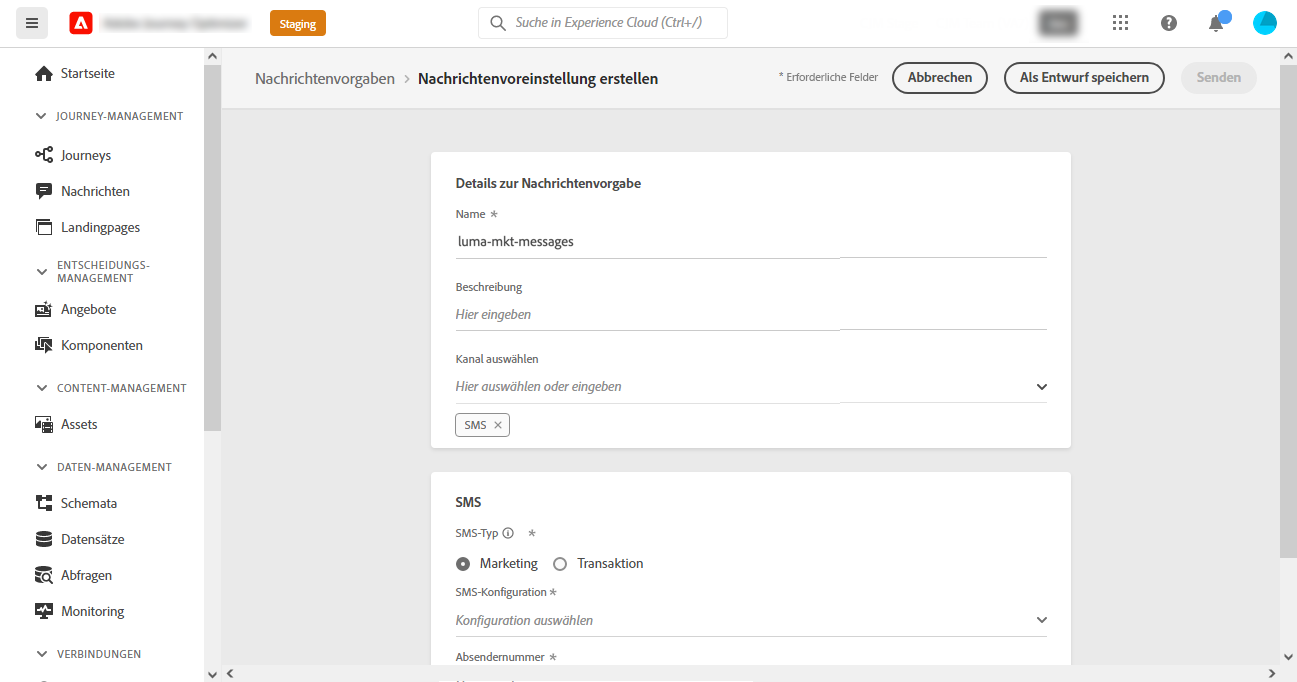 Staging
Suche in Experience Cloud (Ctrl+/)
Startseite
JOURNEY-MANAGEMENT
Journeys
Nachrichten
Landingpages
ENTSCHEIDUNGS-
MANAGEMENT
Angebote
Komponenten
CONTENT-MANAGEMENT
Assets
DATEN-MANAGEMENT
Schemata
Datensätze
Abfragen
Monitoring
VERBINDUNGEN
Nachrichtenvorgaben > Nachrichtenvoreinstellung erstellen
* Erforderliche Felder
Abbrechen
Als Entwurf speichern
Senden
Details zur Nachrichtenvorgabe
Name *
luma-mkt-messages
Beschreibung
Hier eingeben
Kanal auswählen
Hier auswählen oder eingeben
SMS ×
SMS
SMS-Typ *
Marketing Transaktion
SMS-Konfiguration *
Konfiguration auswählen
Absendernummer *